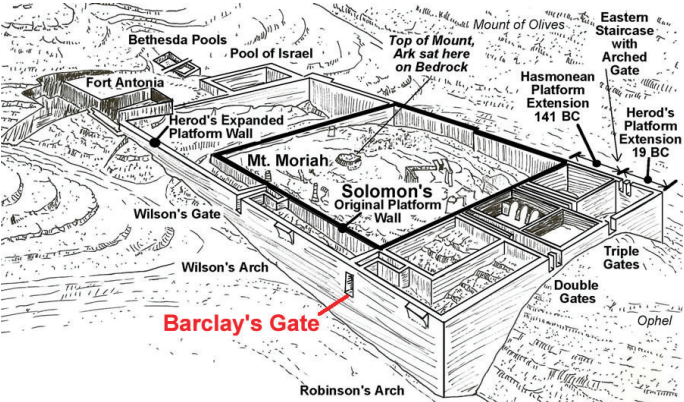 Mount of Olives
Eastern
Staircase
with
Arched
Gate
Bethesda Pools
Pool of Israel
Top of Mount,
Ark sat here
on Bedrock
Hasmonean
Platform
Extension
141 BC
Fort Antonia
Herod's
Platform
Extension
19 BC
Herod's Expanded
Platform Wall
Mt. Moriah
Solomon's
Original Platform
Wall
Wilson's Gate
Wilson's Arch
Triple
Gates
Double
Gates
Barclay's Gate
Ophel
Robinson's Arch